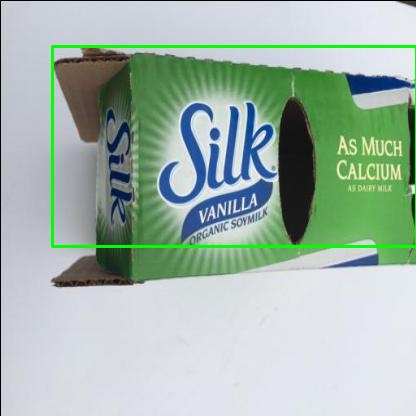 Silk
Silk
VANILLA
ORGANIC SOYMILK
AS MUCH
CALCIUM
AS DAIRY MILK